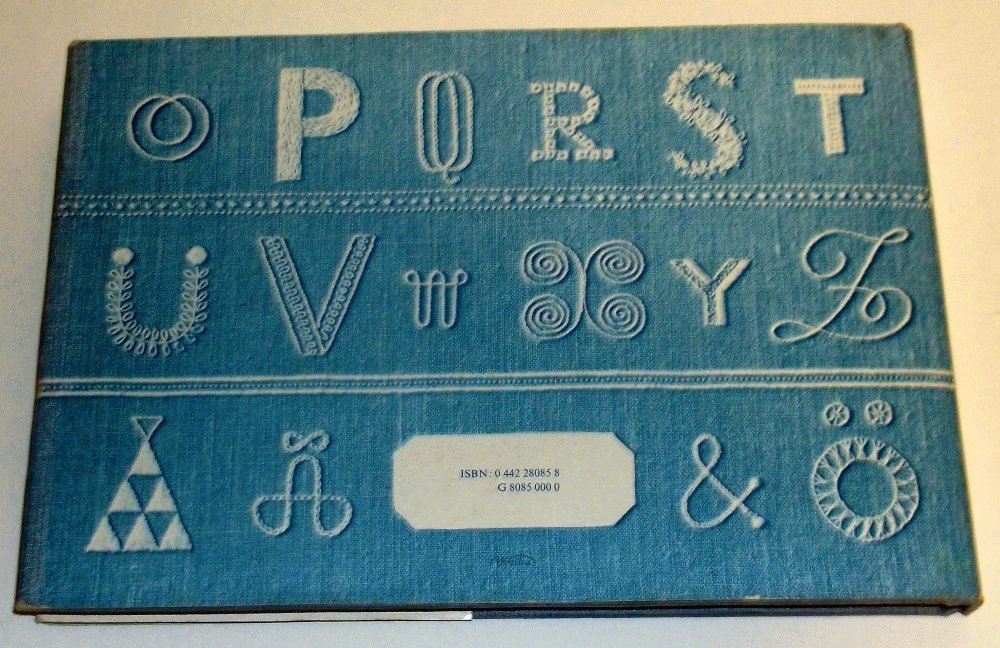 O P Q R S T
Ü V W X Y Z
Å Ä & Ö
ISBN: 0 442 28085 8
G 8085 000 0